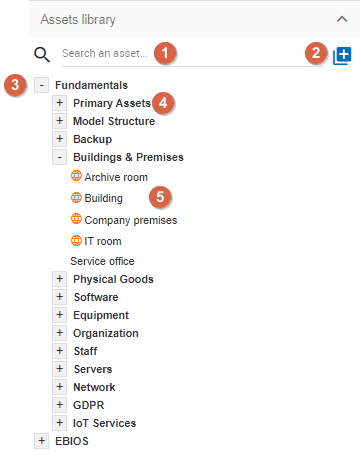 Assets library
Search an asset... 1 2
3 - Fundamentals
+ Primary Assets 4
+ Model Structure
+ Backup
- Buildings & Premises
Archive room
Building 5
Company premises
IT room
Service office
+ Physical Goods
+ Software
+ Equipment
+ Organization
+ Staff
+ Servers
+ Network
+ GDPR
+ IoT Services
+ EBIOS